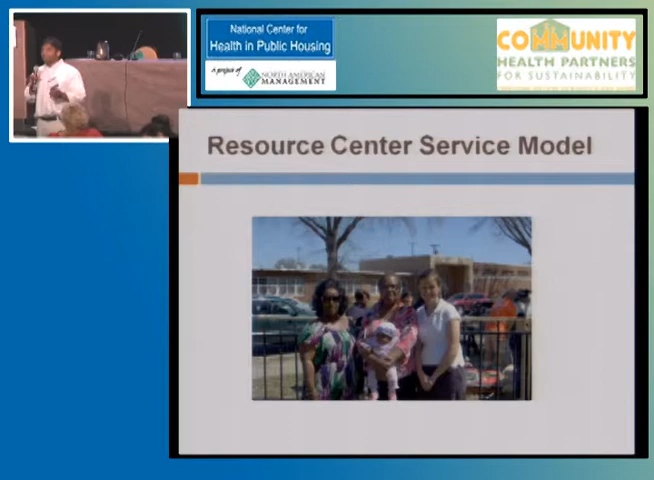 National Center for
Health in Public Housing
A project of
NORTH AMERICAN
MANAGEMENT
COMMUNITY
HEALTH PARTNERS
FOR SUSTAINABILITY
Resource Center Service Model